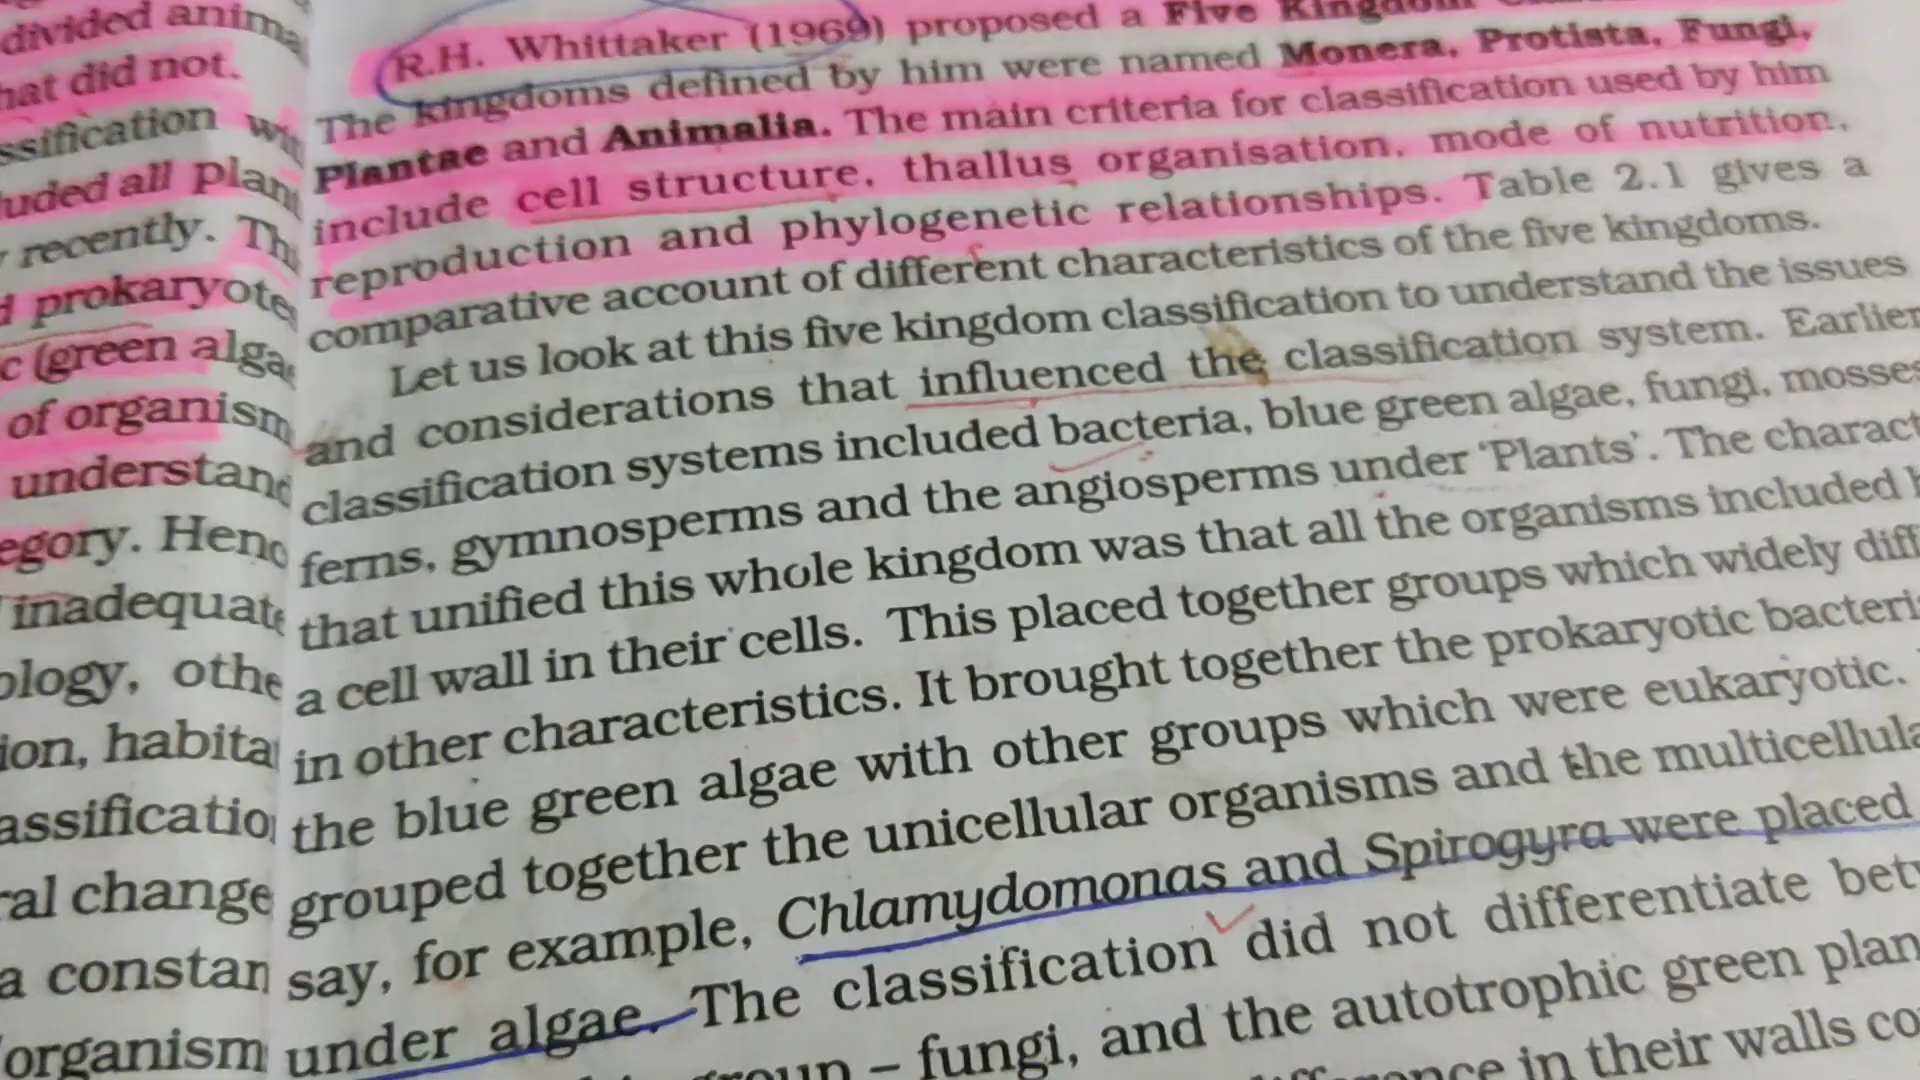 divided anima
hat did not.
ssification wi
uded all plan
recently. Th
d prokaryote
c (green alga
of organism
understand
egory. Henc
inadequate
ology, othe
ion, habita
assificatio
ral change
a constan
organism
R.H. Whittaker (1969) proposed a Five Kingdom
The kingdoms defined by him were named Monera, Protista, Fungi,
Plantae and Animalia. The main criteria for classification used by him
include cell structure, thallus organisation, mode of nutrition,
reproduction and phylogenetic relationships. Table 2.1 gives a
comparative account of different characteristics of the five kingdoms.
Let us look at this five kingdom classification to understand the issues
and considerations that influenced the classification system. Earlier
classification systems included bacteria, blue green algae, fungi, mosses
ferns, gymnosperms and the angiosperms under ‘Plants’. The charact
that unified this whole kingdom was that all the organisms included h
a cell wall in their cells. This placed together groups which widely diff
in other characteristics. It brought together the prokaryotic bacteri
the blue green algae with other groups which were eukaryotic.
grouped together the unicellular organisms and the multicellula
say, for example, Chlamydomonas and Spirogyra were placed
under algae. The classification did not differentiate betw
group – fungi, and the autotrophic green plan
in their walls co